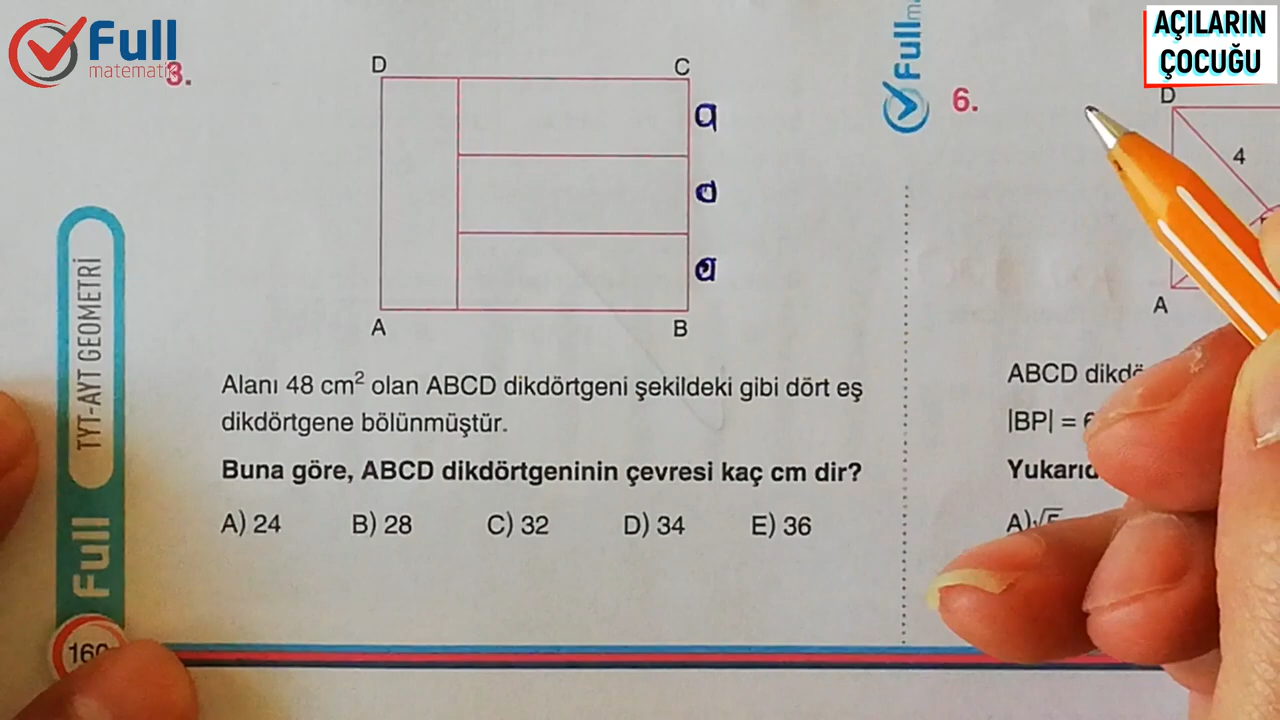 Full
matematik
3.
D
C
a
a
a
A
B
Alanı 48 cm² olan ABCD dikdörtgeni şekildeki gibi dört eş
dikdörtgene bölünmüştür.
Buna göre, ABCD dikdörtgeninin çevresi kaç cm dir?
A) 24 B) 28 C) 32 D) 34 E) 36
TYT-AYT GEOMETRİ
Full
160
Full
6.
AÇILARIN
ÇOCUĞU
D
4
A
ABCD
|BP| =
A)